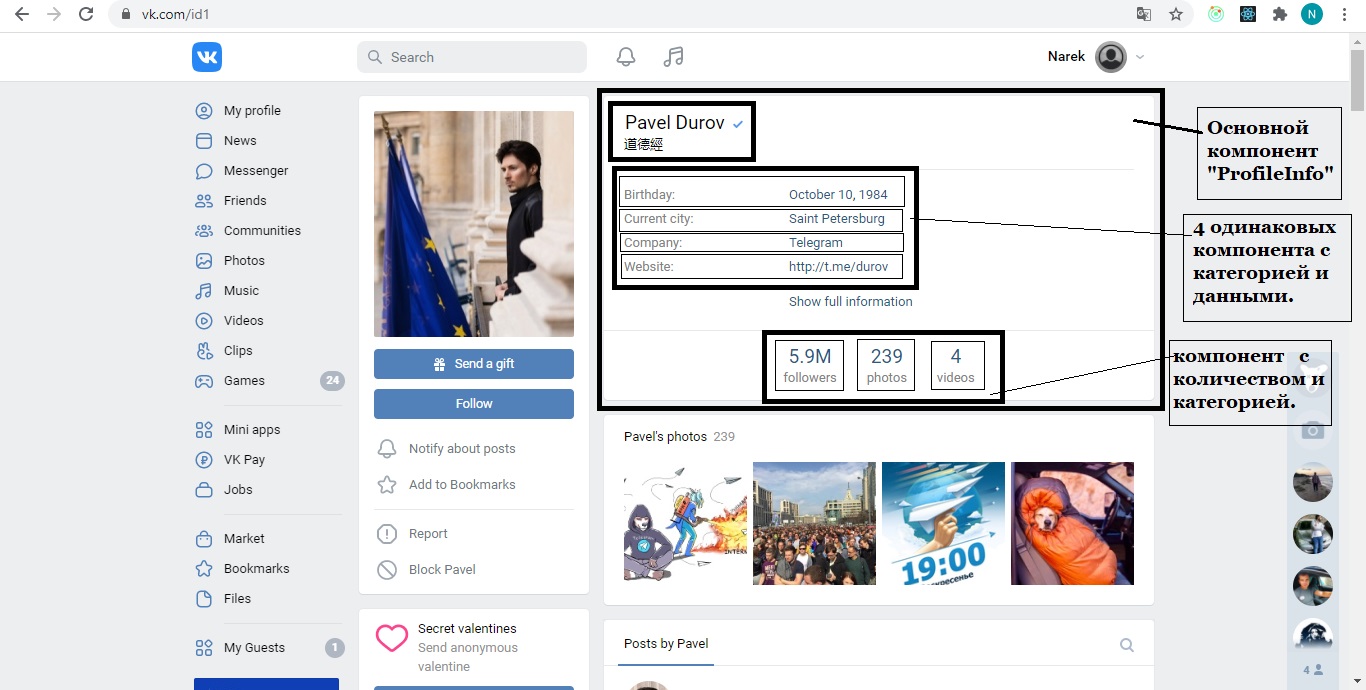 vk.com/id1
N
Search
Narek
My profile
News
Messenger
Friends
Communities
Photos
Music
Videos
Clips
Games 24
Mini apps
VK Pay
Jobs
Market
Bookmarks
Files
My Guests 1
Send a gift
Follow
Notify about posts
Add to Bookmarks
Report
Block Pavel
Secret valentines
Send anonymous
valentine
Pavel Durov
道德經
Birthday: October 10, 1984
Current city: Saint Petersburg
Company: Telegram
Website: http://t.me/durov
Show full information
5.9M 239 4
followers photos videos
Pavel's photos 239
INTERN
19:00
Posts by Pavel
Основной
компонент
"ProfileInfo"
4 одинаковых
компонента с
категорией и
данными.
компонент с
количеством и
категорией.
4